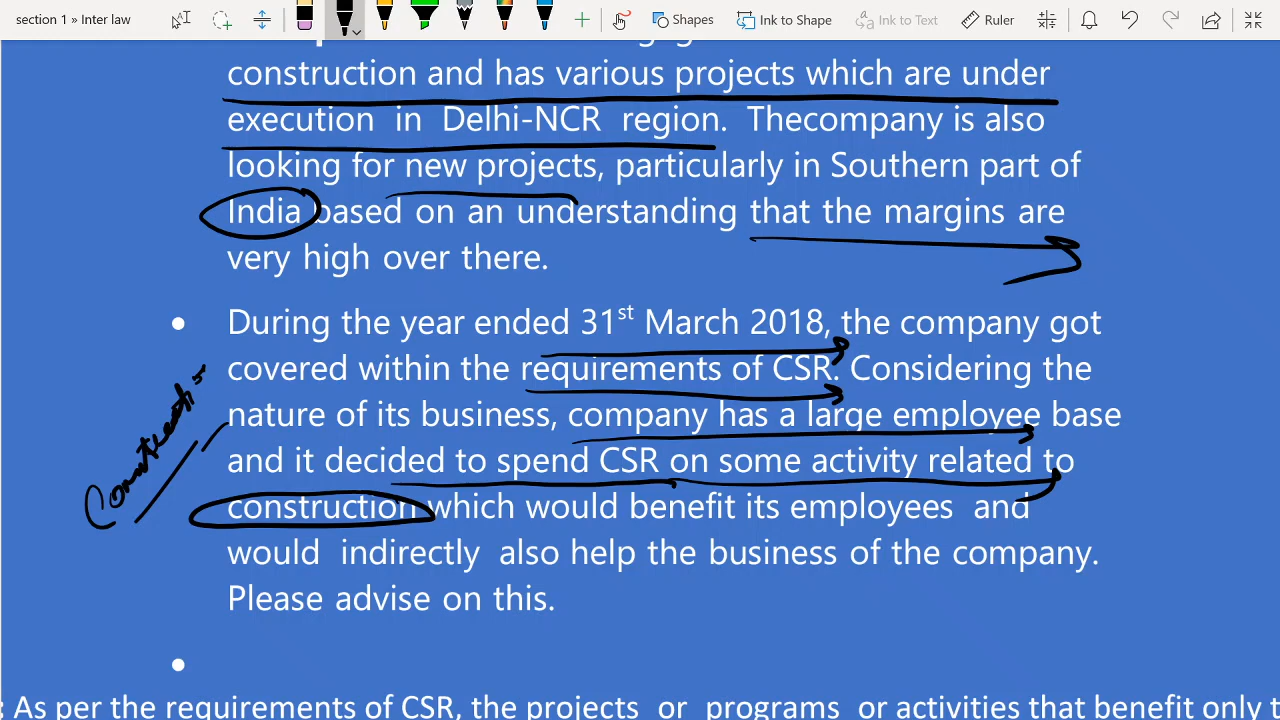 section 1 » Inter law
Shapes
Ink to Shape
Ink to Text
Ruler
construction and has various projects which are under
execution in Delhi-NCR region. Thecompany is also
looking for new projects, particularly in Southern part of
India based on an understanding that the margins are
very high over there.
• During the year ended 31st March 2018, the company got
covered within the requirements of CSR. Considering the
nature of its business, company has a large employee base
and it decided to spend CSR on some activity related to
construction which would benefit its employees and
would indirectly also help the business of the company.
Please advise on this.
•
: As per the requirements of CSR, the projects or programs or activities that benefit only t